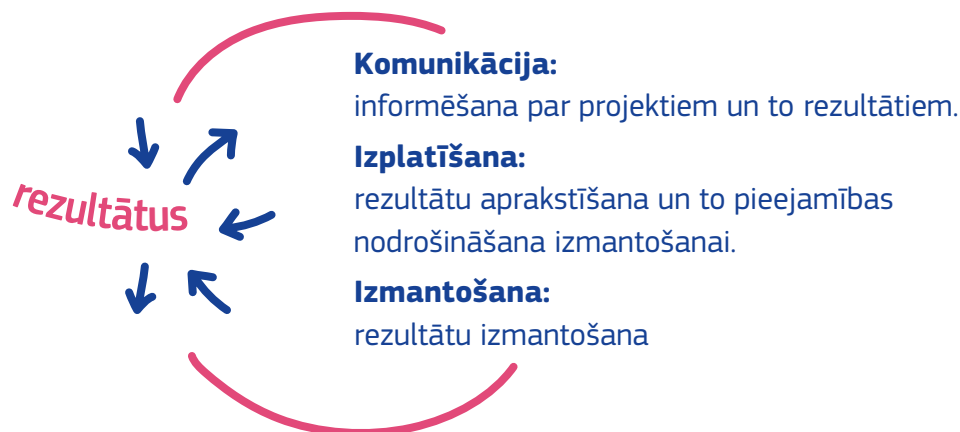 Komunikācija:
informēšana par projektiem un to rezultātiem.
Izplatīšana:
rezultātu aprakstīšana un to pieejamības
nodrošināšana izmantošanai.
Izmantošana:
rezultātu izmantošana
rezultātus